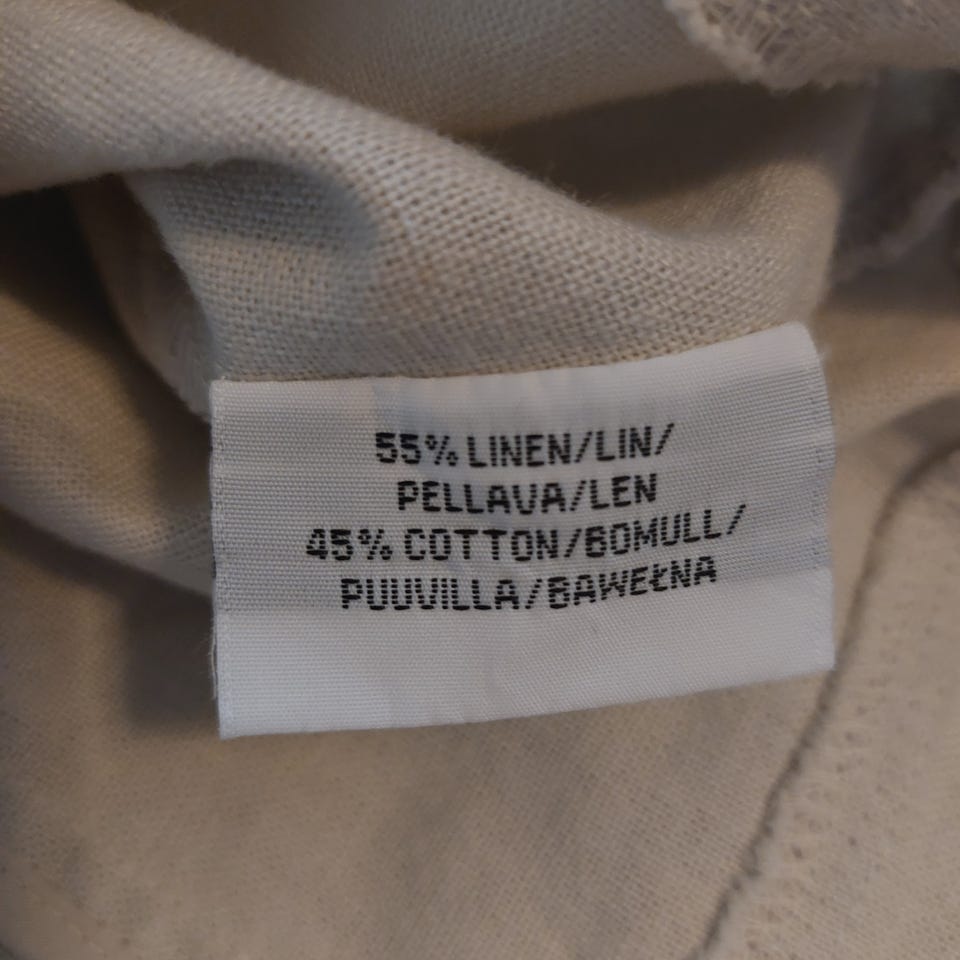 55% LINEN/LIN/
PELLAVA/LEN
45% COTTON/BOMULL/
PUUVILLA/BAWEŁNA